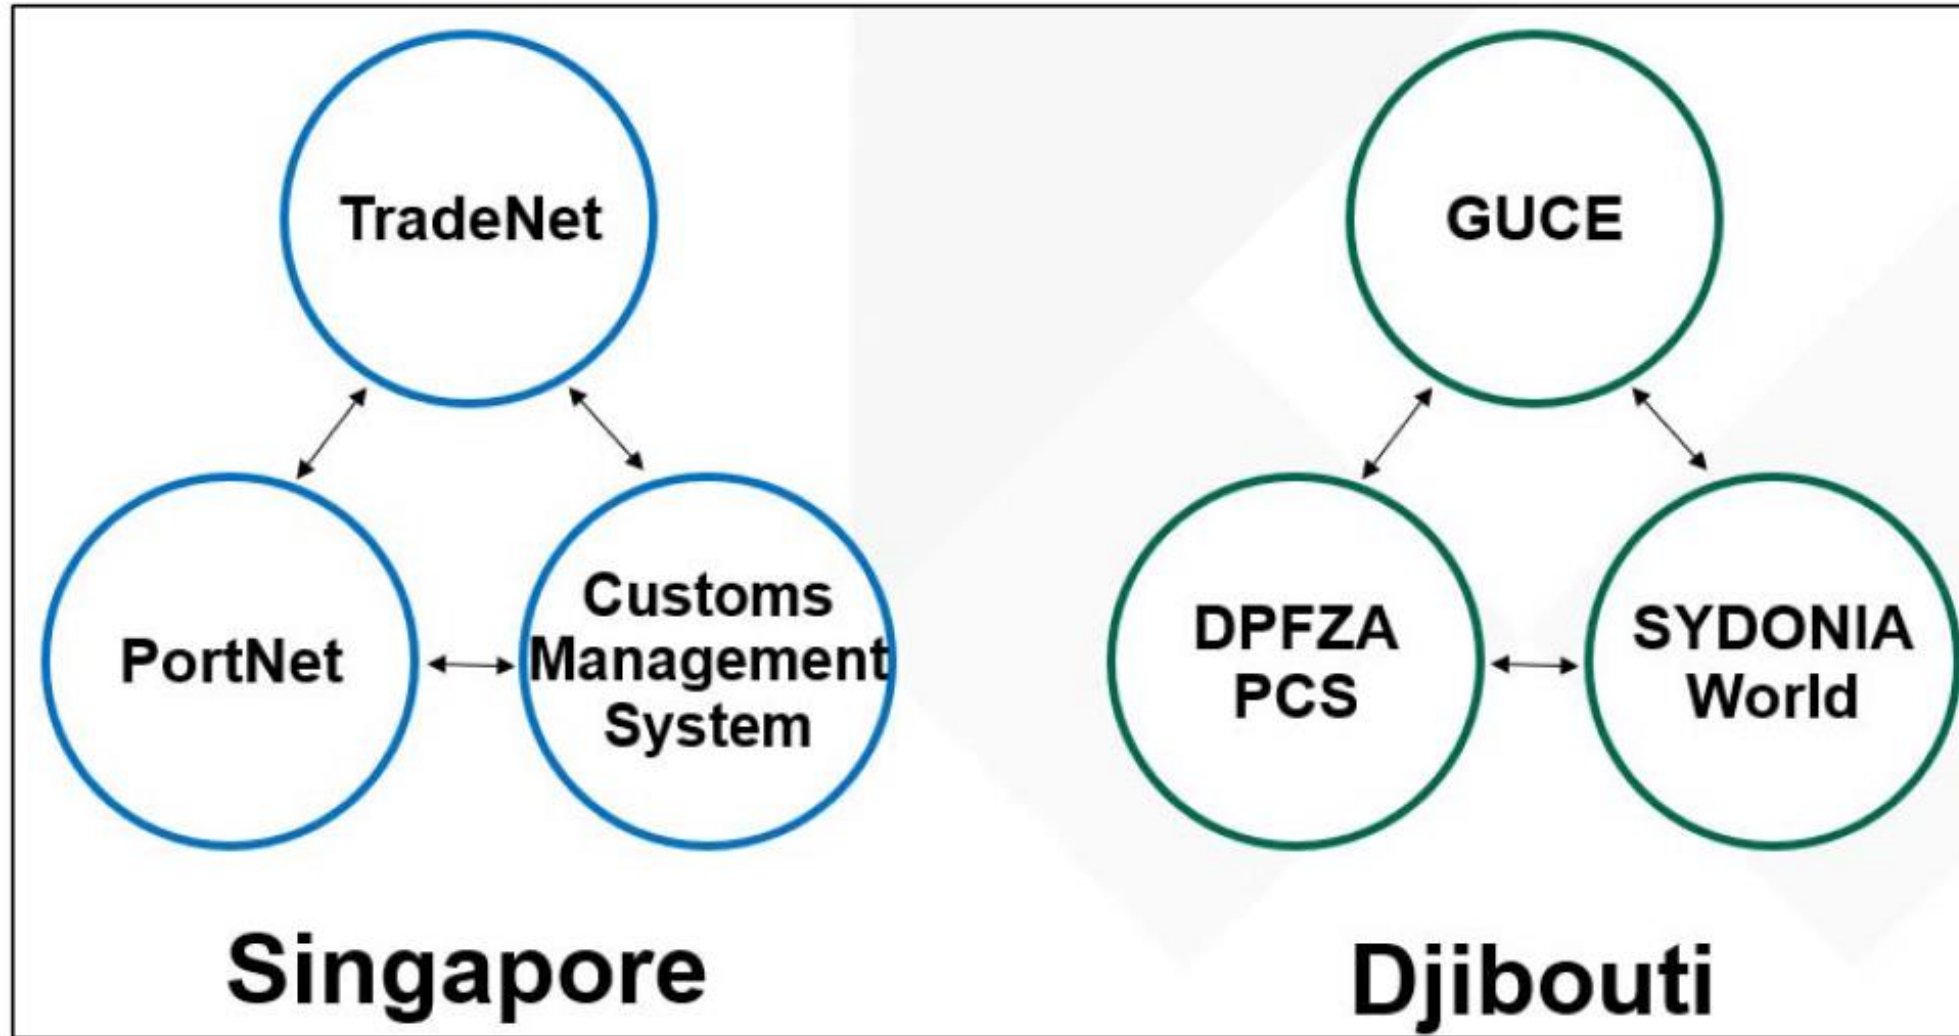 TradeNet
PortNet
Customs
Management
System
Singapore
GUCE
DPFZA
PCS
SYDONIA
World
Djibouti